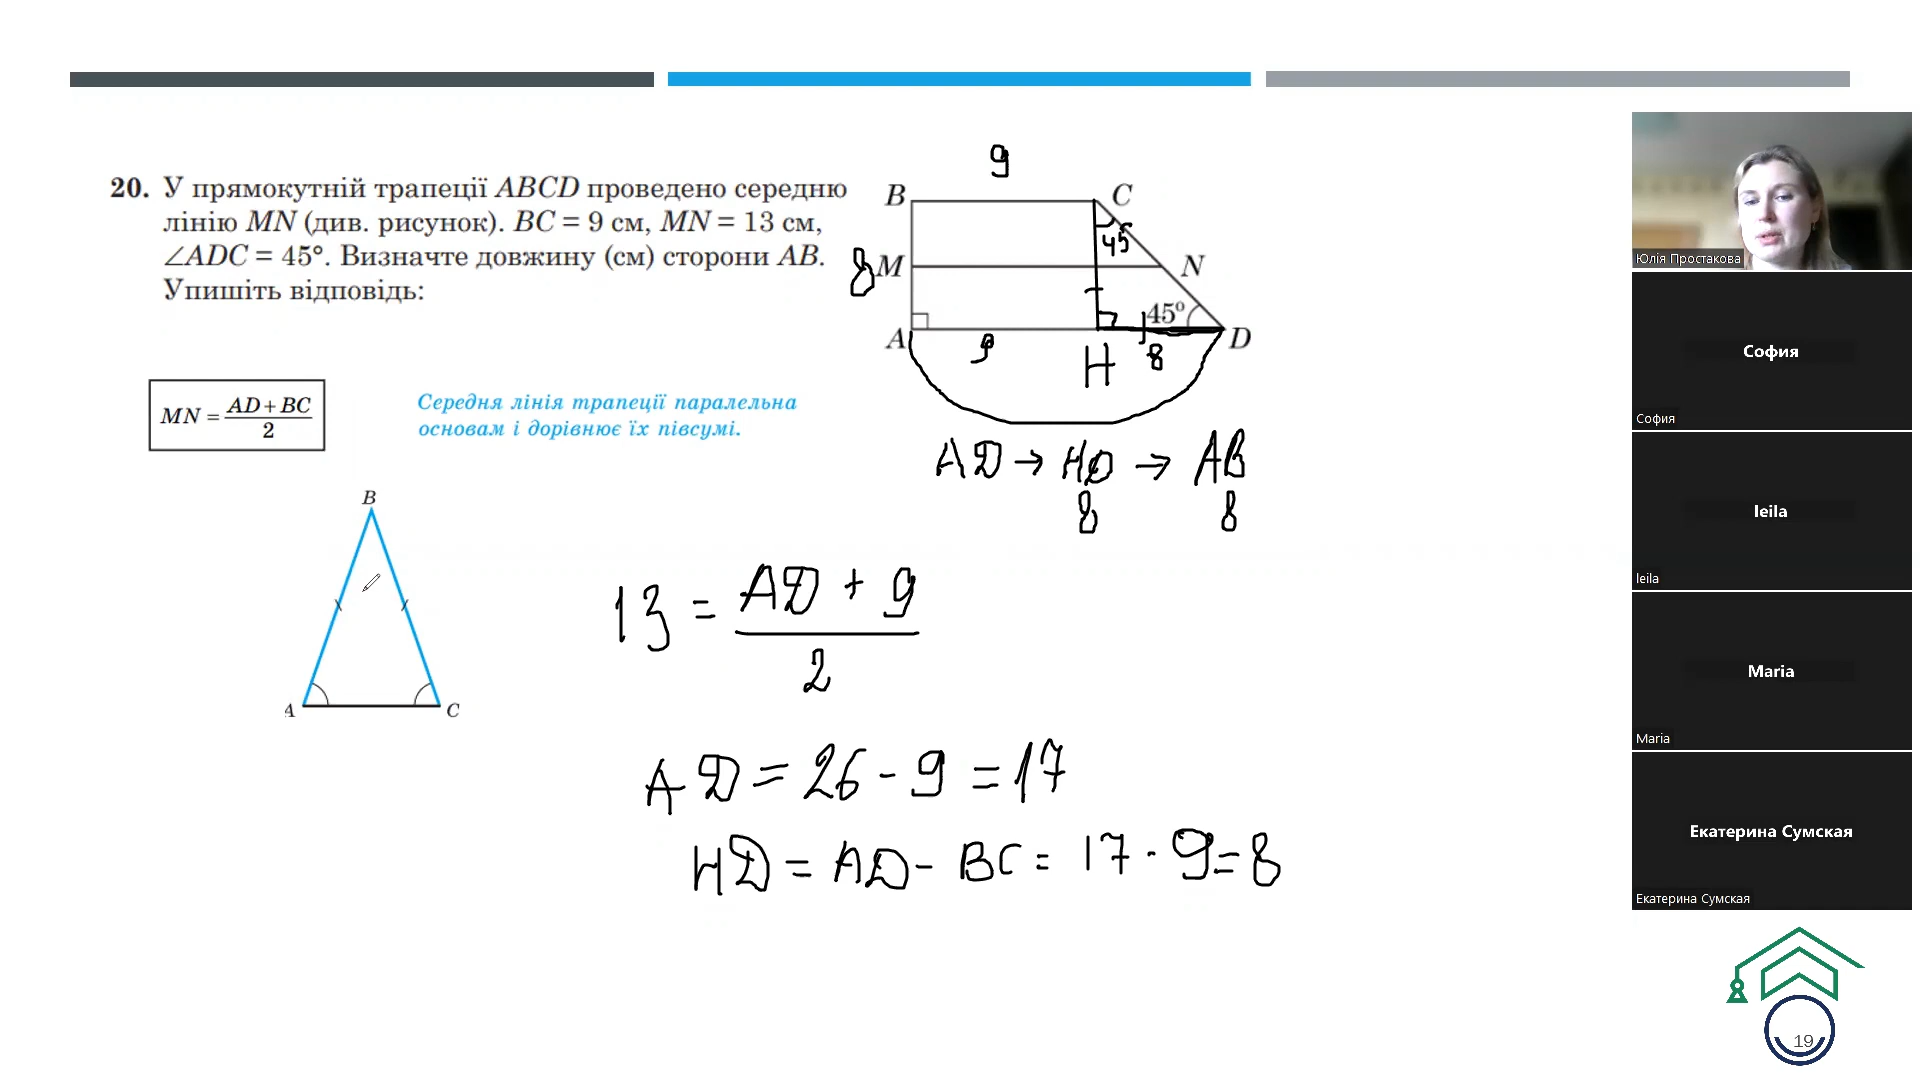 20. У прямокутній трапеції ABCD проведено середню
лінію MN (див. рисунок). BC = 9 см, MN = 13 см,
∠ADC = 45°. Визначте довжину (см) сторони AB.
Упишіть відповідь:
9
B
C
45
8
M
N
45°
A
9
H
8
D
MN = (AD + BC)/2
Середня лінія трапеції паралельна
основам і дорівнює їх півсумі.
AD → HD → AB
8 8
B
A
C
13 = (AD + 9)/2
AD = 26 - 9 = 17
HD = AD - BC = 17 - 9 = 8
Юлія Простакова
София
София
leila
leila
Maria
Maria
Екатерина Сумская
Екатерина Сумская
19